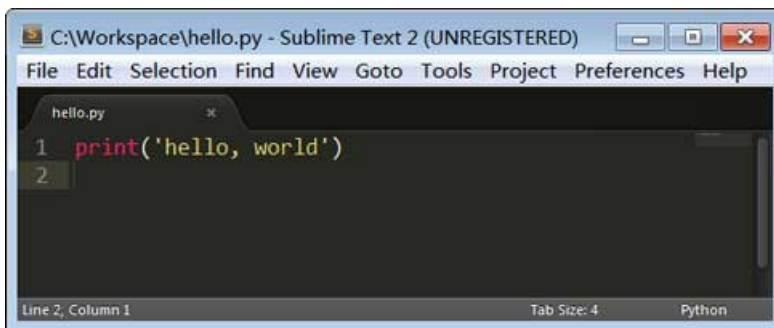 C:\Workspace\hello.py - Sublime Text 2 (UNREGISTERED)
File Edit Selection Find View Goto Tools Project Preferences Help
hello.py
1 print('hello, world')
2
Line 2, Column 1 Tab Size: 4 Python